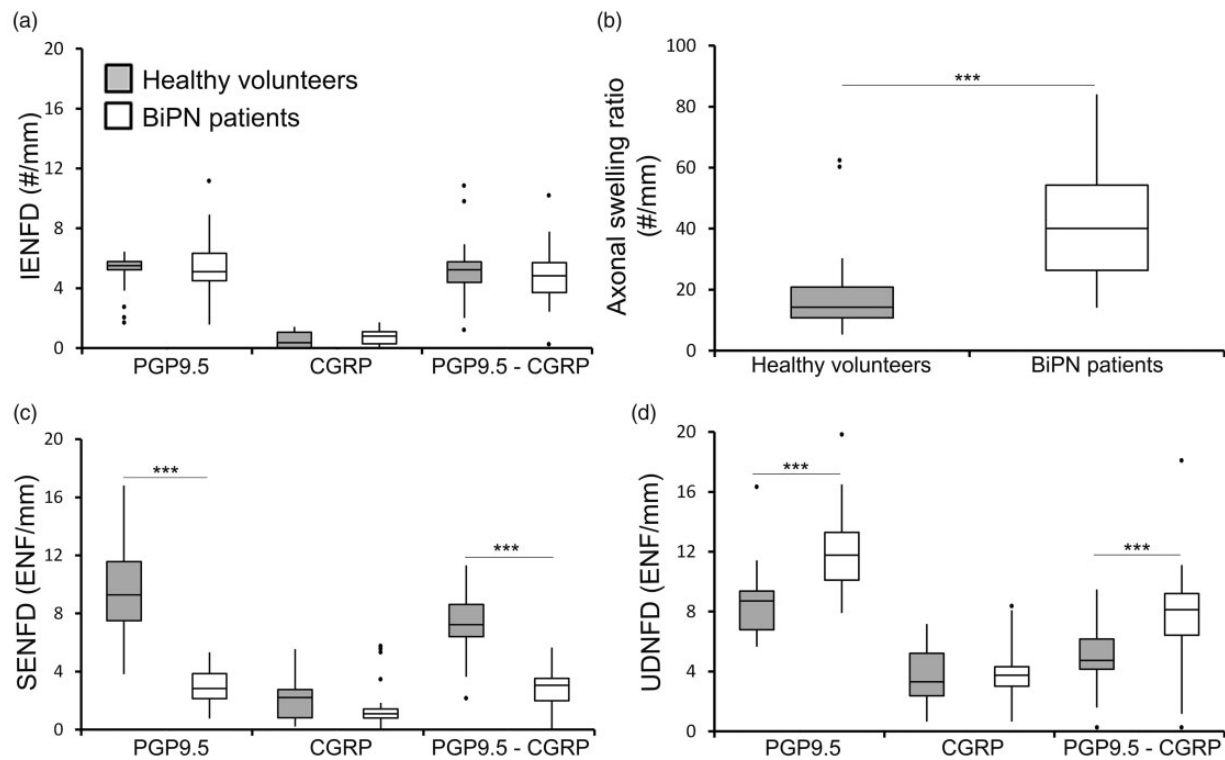 (a)
20
16
12
8
4
0
IENFD (#/mm)
Healthy volunteers
BiPN patients
PGP9.5
CGRP
PGP9.5 - CGRP
(b)
100
80
60
40
20
0
Axonal swelling ratio
(#/mm)
***
Healthy volunteers
BiPN patients
(c)
20
16
12
8
4
0
SENFD (ENF/mm)
***
***
PGP9.5
CGRP
PGP9.5 - CGRP
(d)
20
16
12
8
4
0
UDNFD (ENF/mm)
***
***
PGP9.5
CGRP
PGP9.5 - CGRP